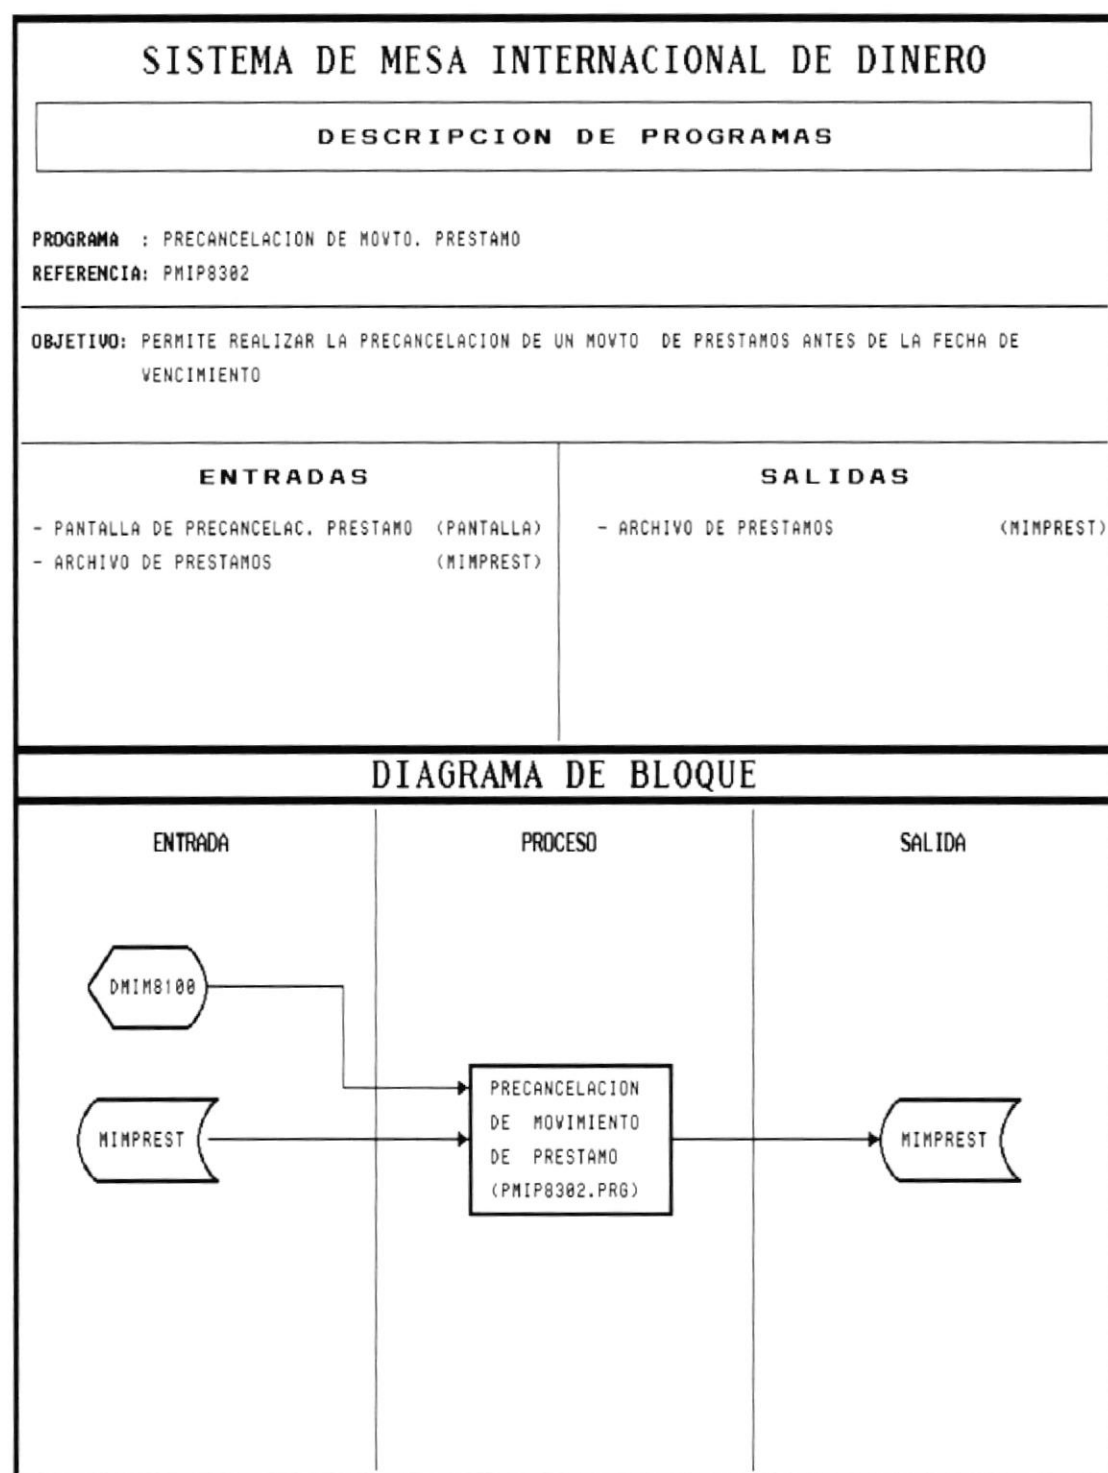 SISTEMA DE MESA INTERNACIONAL DE DINERO
DESCRIPCION DE PROGRAMAS
PROGRAMA : PRECANCELACION DE MOVTO. PRESTAMO
REFERENCIA: PMIP8302
OBJETIVO: PERMITE REALIZAR LA PRECANCELACION DE UN MOVTO DE PRESTAMOS ANTES DE LA FECHA DE
VENCIMIENTO
ENTRADAS
- PANTALLA DE PRECANCELAC. PRESTAMO (PANTALLA)
- ARCHIVO DE PRESTAMOS (MIMPREST)
SALIDAS
- ARCHIVO DE PRESTAMOS (MIMPREST)
DIAGRAMA DE BLOQUE
ENTRADA
PROCESO
SALIDA
DMIM8100
MIMPREST
PRECANCELACION
DE MOVIMIENTO
DE PRESTAMO
(PMIP8302.PRG)
MIMPREST